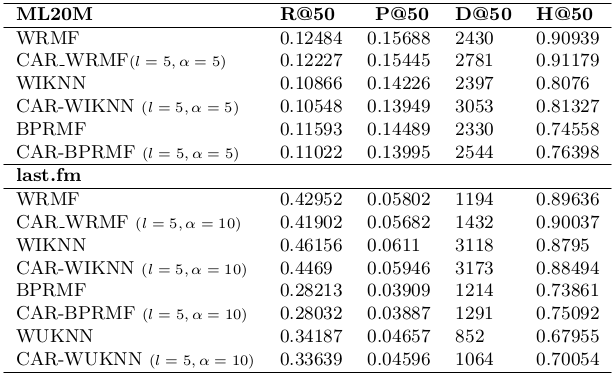 ML20M R@50 P@50 D@50 H@50
WRMF 0.12484 0.15688 2430 0.90939
CAR_WRMF(l = 5, α = 5) 0.12227 0.15445 2781 0.91179
WIKNN 0.10866 0.14226 2397 0.8076
CAR-WIKNN (l = 5, α = 5) 0.10548 0.13949 3053 0.81327
BPRMF 0.11593 0.14489 2330 0.74558
CAR-BPRMF (l = 5, α = 5) 0.11022 0.13995 2544 0.76398
last.fm
WRMF 0.42952 0.05802 1194 0.89636
CAR_WRMF (l = 5, α = 10) 0.41902 0.05682 1432 0.90037
WIKNN 0.46156 0.0611 3118 0.8795
CAR-WIKNN (l = 5, α = 10) 0.4469 0.05946 3173 0.88494
BPRMF 0.28213 0.03909 1214 0.73861
CAR-BPRMF (l = 5, α = 10) 0.28032 0.03887 1291 0.75092
WUKNN 0.34187 0.04657 852 0.67955
CAR-WUKNN (l = 5, α = 10) 0.33639 0.04596 1064 0.70054